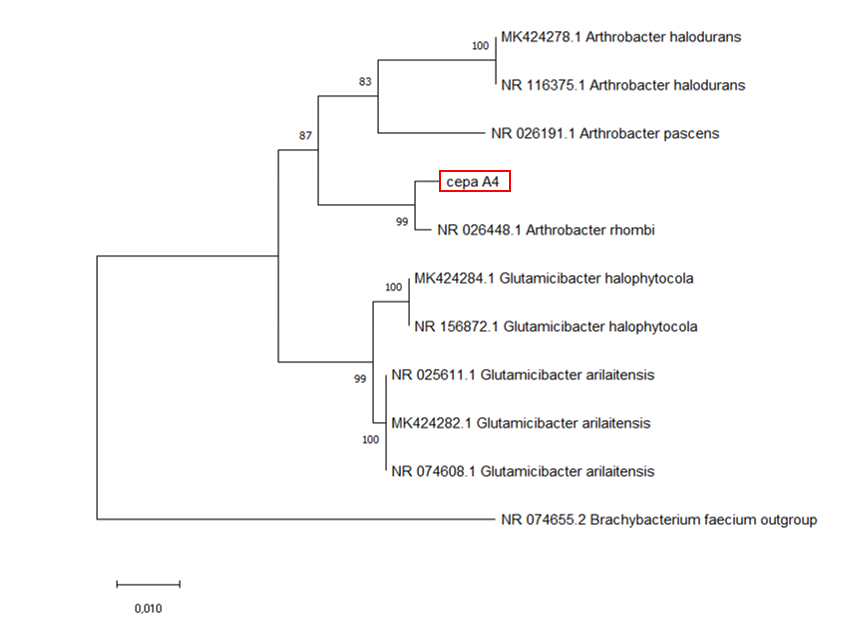 100
MK424278.1 Arthrobacter halodurans
83
NR 116375.1 Arthrobacter halodurans
87
NR 026191.1 Arthrobacter pascens
cepa A4
99
NR 026448.1 Arthrobacter rhombi
100
MK424284.1 Glutamicibacter halophytocola
NR 156872.1 Glutamicibacter halophytocola
99
NR 025611.1 Glutamicibacter arilaitensis
MK424282.1 Glutamicibacter arilaitensis
100
NR 074608.1 Glutamicibacter arilaitensis
NR 074655.2 Brachybacterium faecium outgroup
0,010